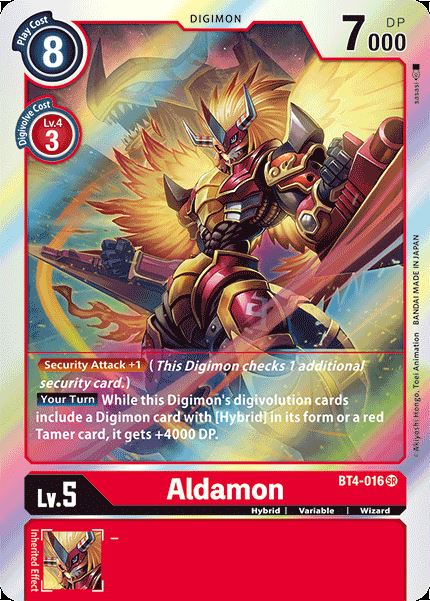 Play Cost
8
DIGIMON
7000
DP
Digivolve Cost
Lv.4
3
sasasi
© Akiyoshi Hongo, Toei Animation BANDAI MADE IN JAPAN
Security Attack +1 (This Digimon checks 1 additional
security card.)
Your Turn While this Digimon's digivolution cards
include a Digimon card with [Hybrid] in its form or a red
Tamer card, it gets +4000 DP.
Lv.5
Aldamon
BT4-016 SR
Hybrid | Variable | Wizard
Inherited Effect
–